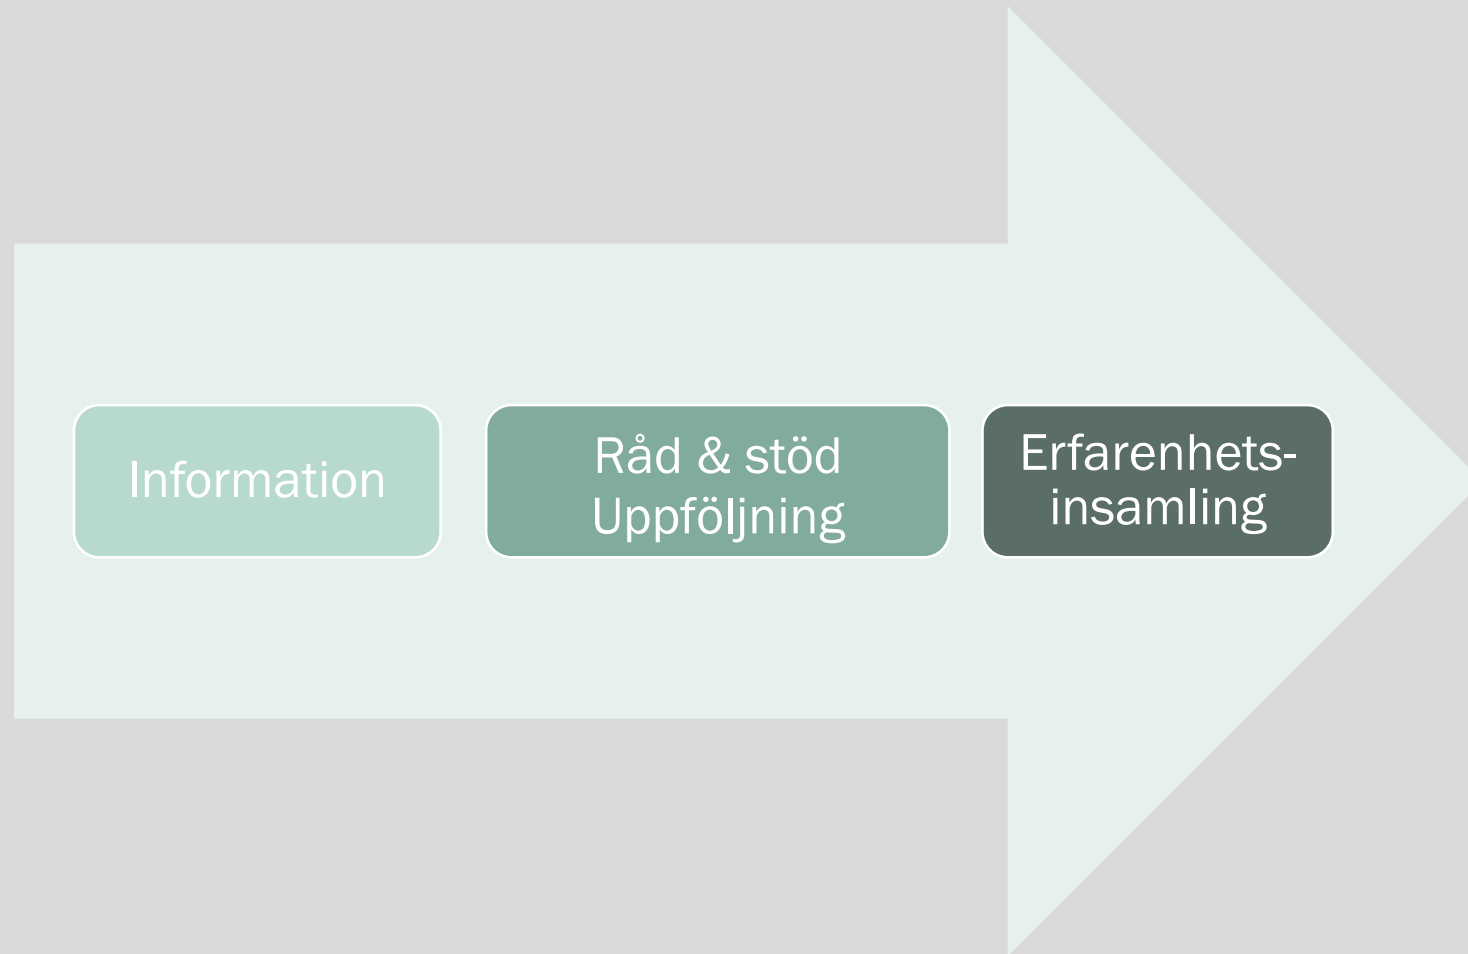 Information
Råd & stöd
Uppföljning
Erfarenhets-
insamling